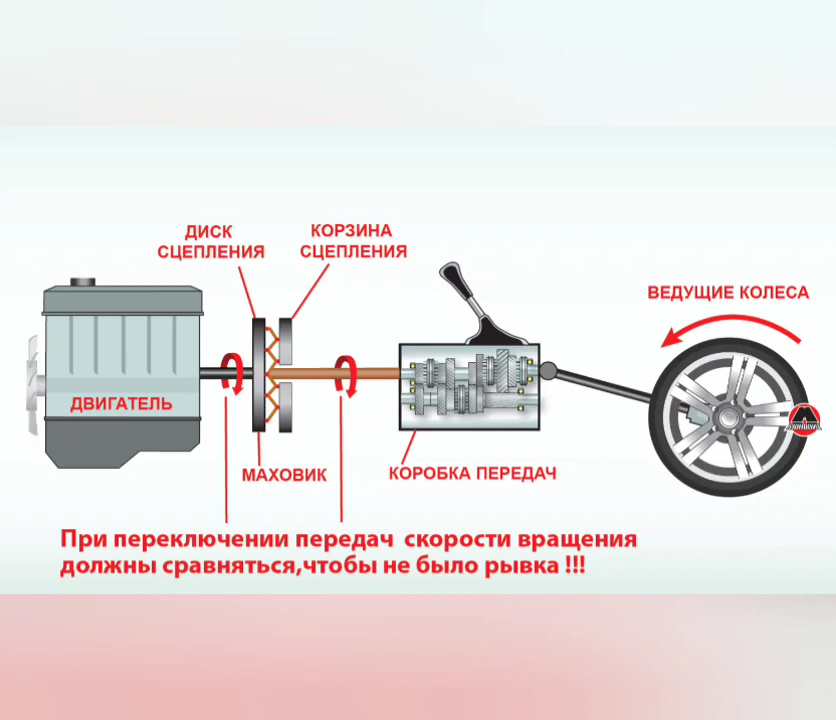 ДИСК
СЦЕПЛЕНИЯ
КОРЗИНА
СЦЕПЛЕНИЯ
ВЕДУЩИЕ КОЛЕСА
ДВИГАТЕЛЬ
МАХОВИК
КОРОБКА ПЕРЕДАЧ
При переключении передач скорости вращения
должны сравняться,чтобы не было рывка !!!